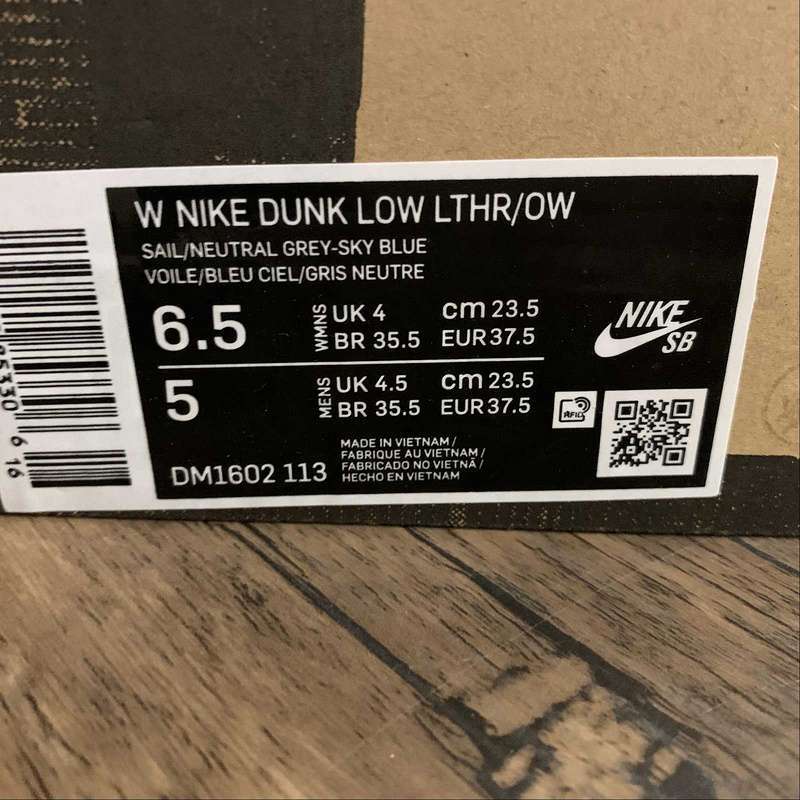 W NIKE DUNK LOW LTHR/OW
SAIL/NEUTRAL GREY-SKY BLUE
VOILE/BLEU CIEL/GRIS NEUTRE
6.5 WMNS UK 4 cm 23.5
BR 35.5 EUR 37.5
5 MENS UK 4.5 cm 23.5
BR 35.5 EUR 37.5
NIKE
SB
RFID
DM1602 113
MADE IN VIETNAM /
FABRIQUE AU VIETNAM /
FABRICADO NO VIETNÃ /
HECHO EN VIETNAM
95330 6 16